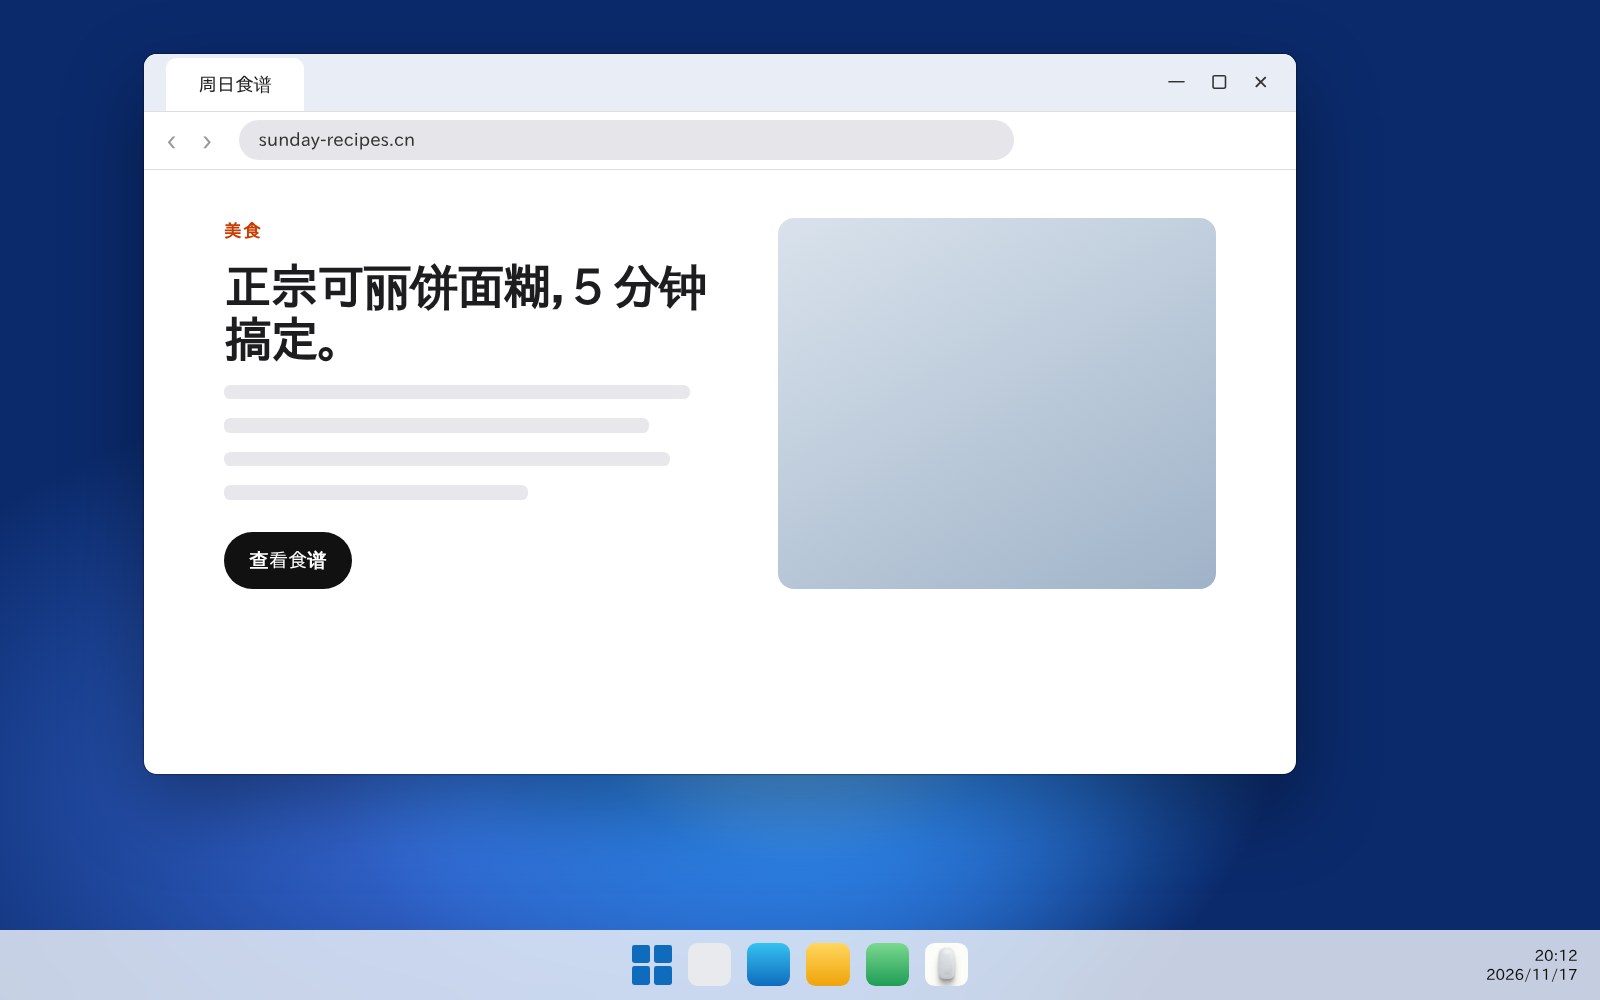 周日食谱
sunday-recipes.cn
美食
正宗可丽饼面糊, 5 分钟
搞定。
查看食谱
20:12
2026/11/17